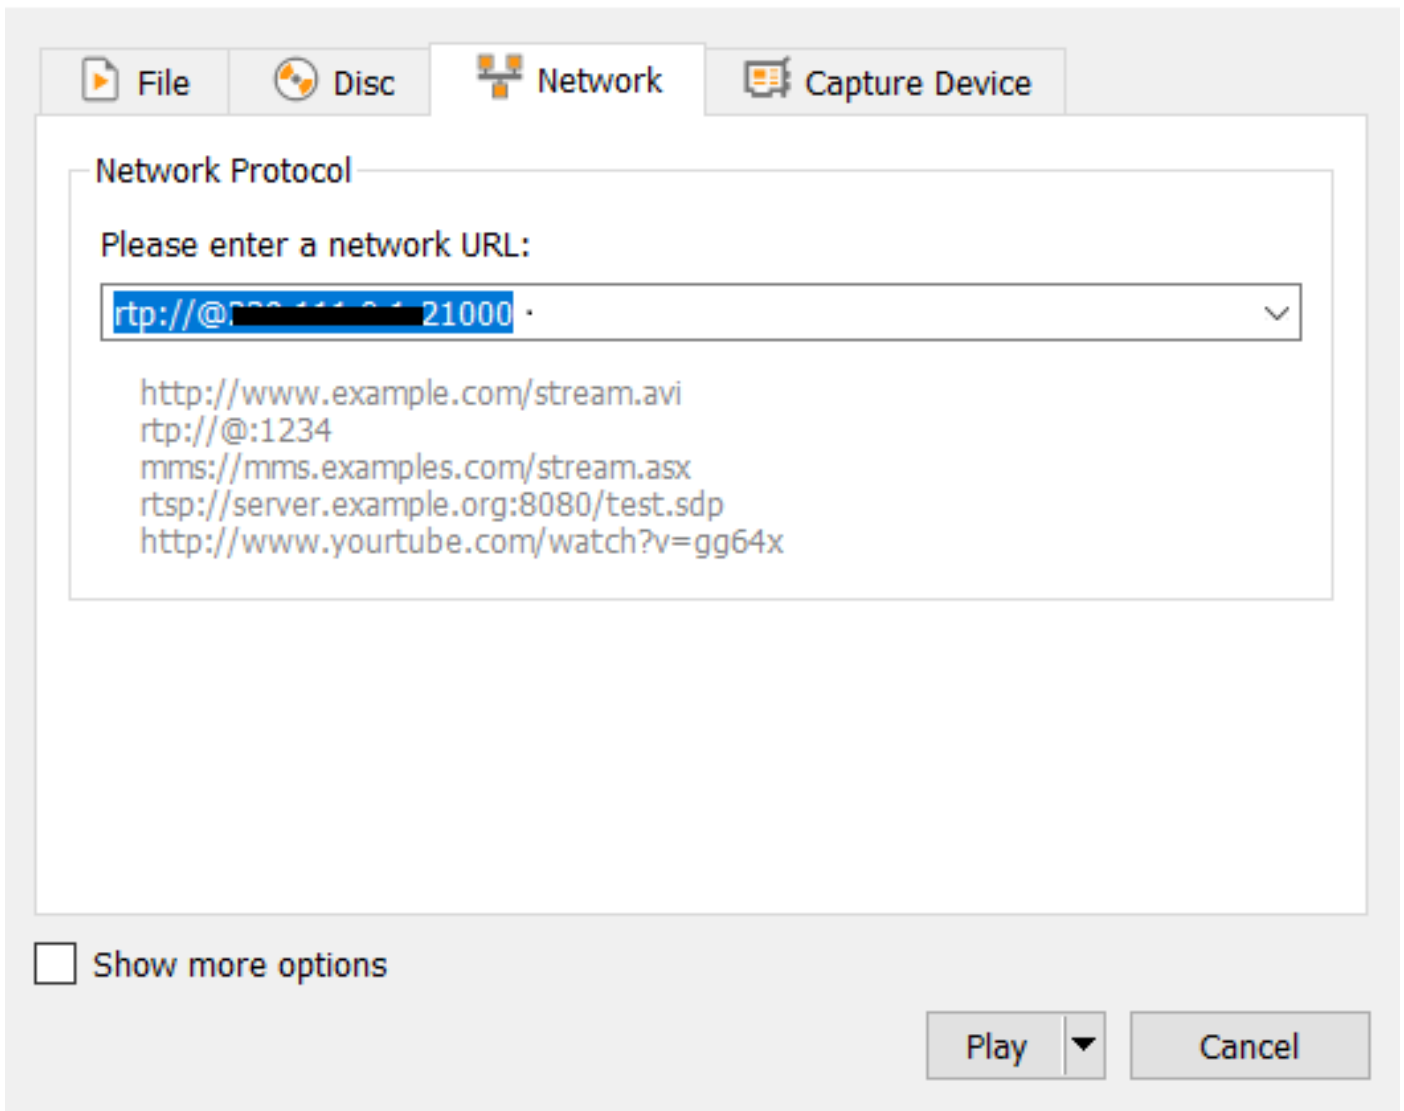 File
Disc
Network
Capture Device
Network Protocol
Please enter a network URL:
rtp://@ 21000
http://www.example.com/stream.avi
rtp://@:1234
mms://mms.examples.com/stream.asx
rtsp://server.example.org:8080/test.sdp
http://www.yourtube.com/watch?v=gg64x
Show more options
Play
Cancel